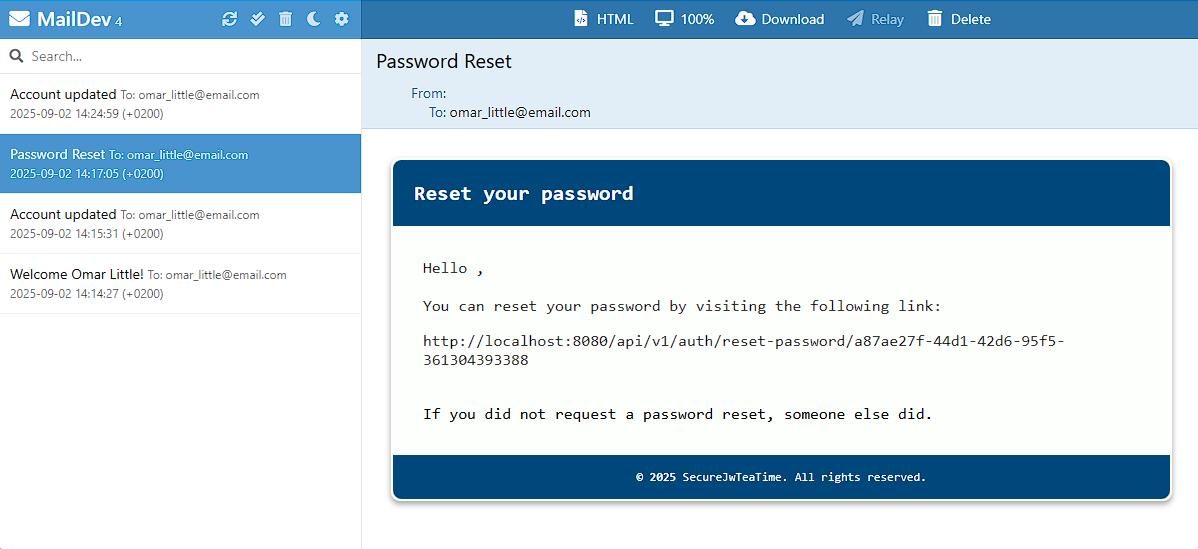 MailDev 4
HTML
100%
Download
Relay
Delete
Search...
Account updated To: omar_little@email.com
2025-09-02 14:24:59 (+0200)
Password Reset To: omar_little@email.com
2025-09-02 14:17:05 (+0200)
Account updated To: omar_little@email.com
2025-09-02 14:15:31 (+0200)
Welcome Omar Little! To: omar_little@email.com
2025-09-02 14:14:27 (+0200)
Password Reset
From:
To: omar_little@email.com
Reset your password
Hello ,
You can reset your password by visiting the following link:
http://localhost:8080/api/v1/auth/reset-password/a87ae27f-44d1-42d6-95f5-
361304393388
If you did not request a password reset, someone else did.
© 2025 SecureJwTeaTime. All rights reserved.